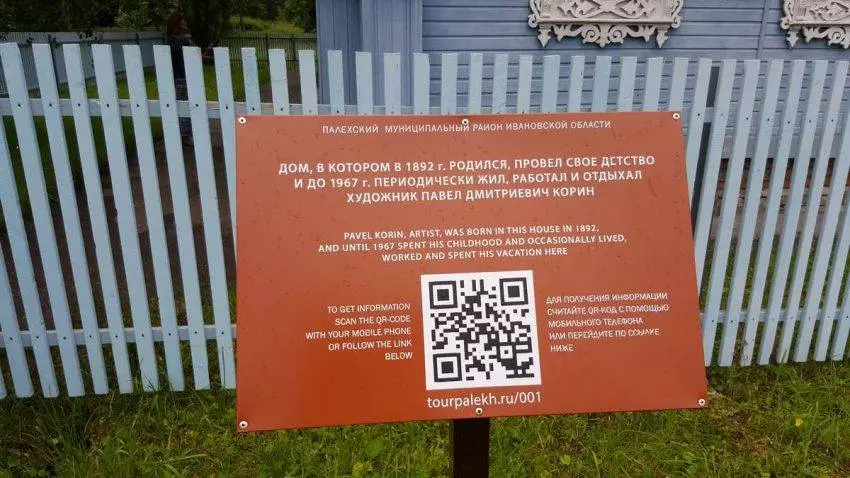 ПАЛЕХСКИЙ МУНИЦИПАЛЬНЫЙ РАЙОН ИВАНОВСКОЙ ОБЛАСТИ
ДОМ, В КОТОРОМ В 1892 г. РОДИЛСЯ, ПРОВЕЛ СВОЕ ДЕТСТВО
И ДО 1967 г. ПЕРИОДИЧЕСКИ ЖИЛ, РАБОТАЛ И ОТДЫХАЛ
ХУДОЖНИК ПАВЕЛ ДМИТРИЕВИЧ КОРИН
PAVEL KORIN, ARTIST, WAS BORN IN THIS HOUSE IN 1892,
AND UNTIL 1967 SPENT HIS CHILDHOOD AND OCCASIONALLY LIVED,
WORKED AND SPENT HIS VACATION HERE
TO GET INFORMATION
SCAN THE QR-CODE
WITH YOUR MOBILE PHONE
OR FOLLOW THE LINK
BELOW
ДЛЯ ПОЛУЧЕНИЯ ИНФОРМАЦИИ
СЧИТАЙТЕ QR-КОД С ПОМОЩЬЮ
МОБИЛЬНОГО ТЕЛЕФОНА
ИЛИ ПЕРЕЙДИТЕ ПО ССЫЛКЕ
НИЖЕ
tourpalekh.ru/001